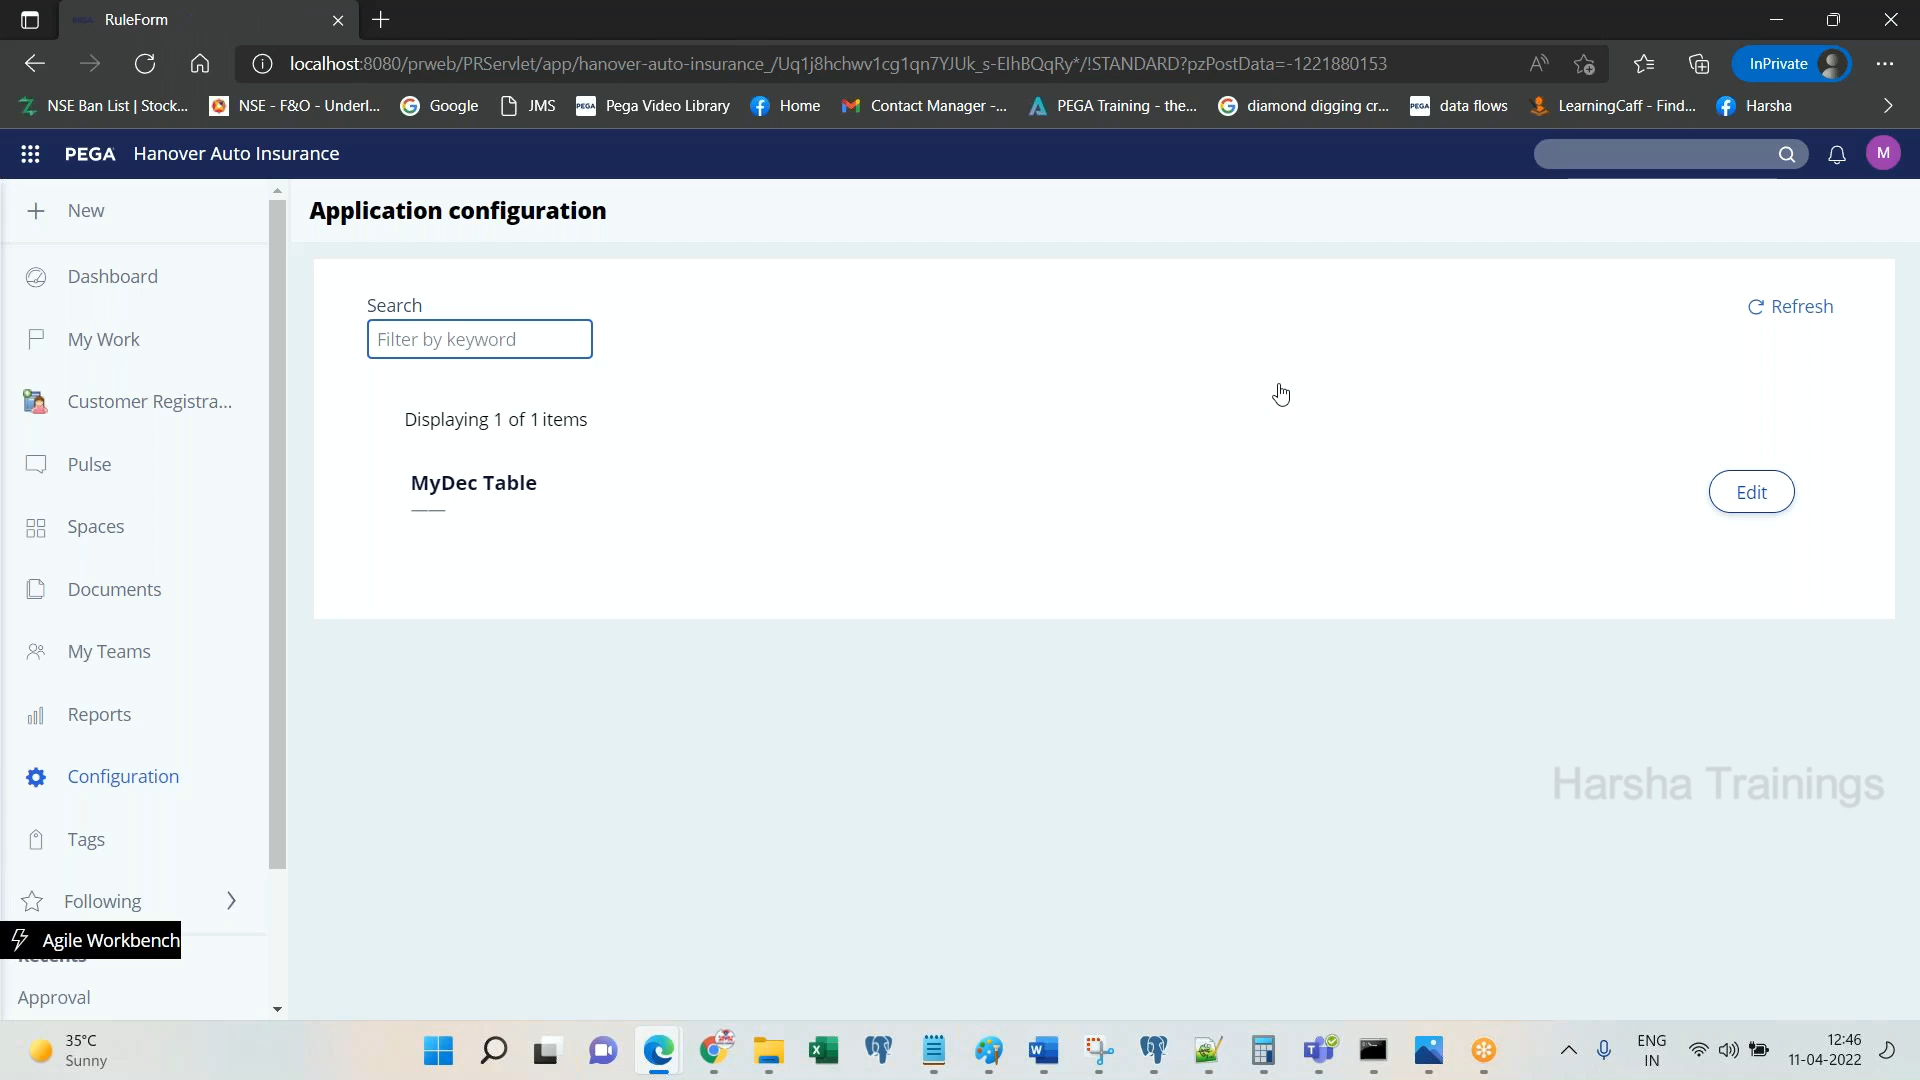 RuleForm
localhost:8080/prweb/PRServlet/app/hanover-auto-insurance_/Uq1j8hchwv1cg1qn7YJUk_s-EIhBQqRy*/!STANDARD?pzPostData=-1221880153
InPrivate
NSE Ban List | Stock...
NSE - F&O - Underl...
Google
JMS
Pega Video Library
Home
Contact Manager -...
PEGA Training - the...
diamond digging cr...
data flows
LearningCaff - Find...
Harsha
PEGA Hanover Auto Insurance
M
New
Application configuration
Dashboard
My Work
Customer Registra...
Pulse
Spaces
Documents
My Teams
Reports
Configuration
Tags
Following
Agile Workbench
Recents
Approval
Search
Filter by keyword
Refresh
Displaying 1 of 1 items
MyDec Table
Edit
Harsha Trainings
35°C
Sunny
ENG
IN
12:46
11-04-2022